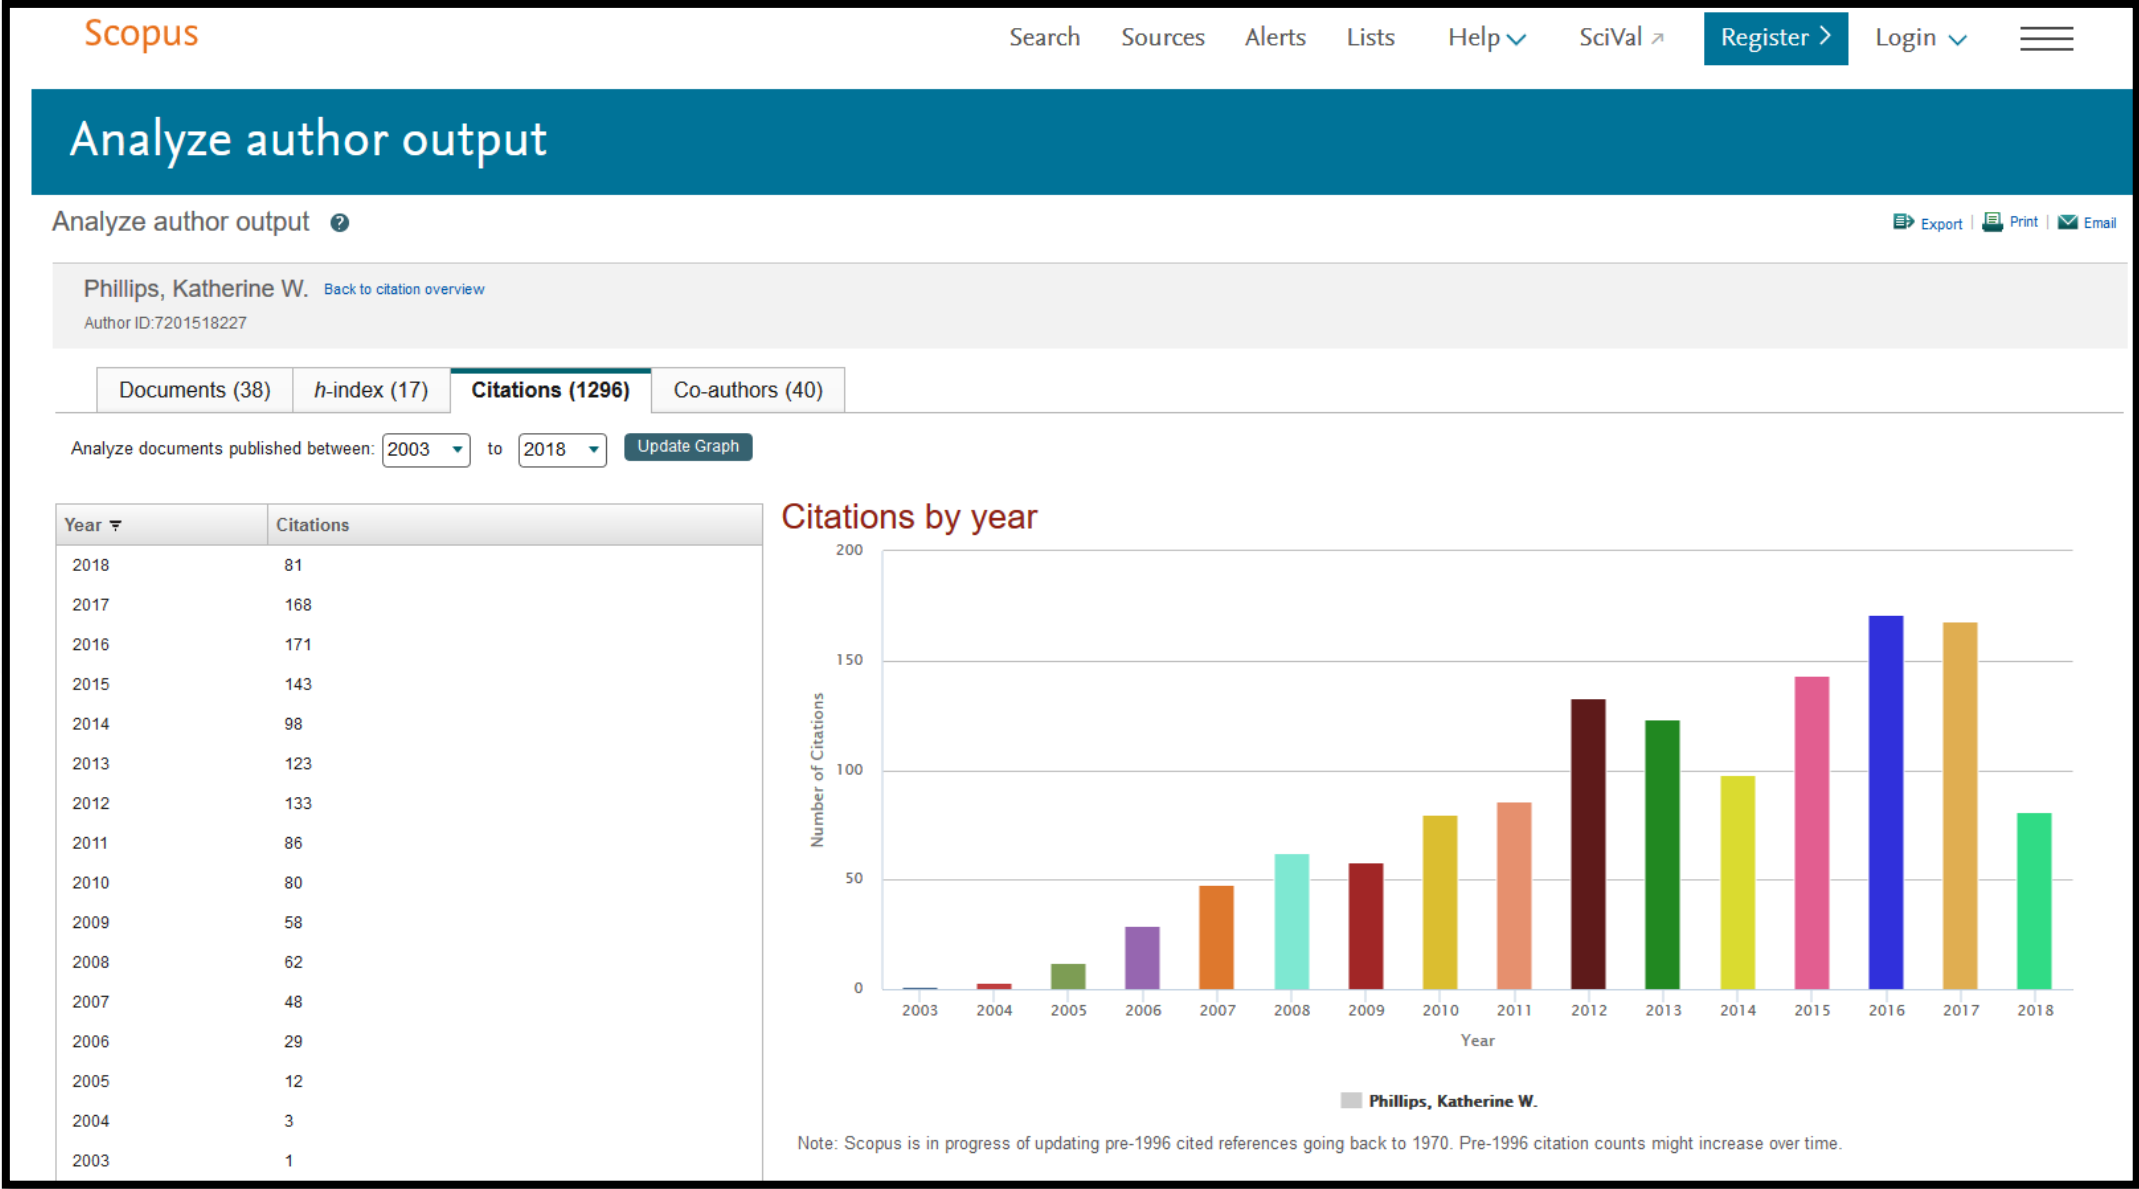 Scopus
Search Sources Alerts Lists Help SciVal Register Login
Analyze author output
Analyze author output ?
Export | Print | Email
Phillips, Katherine W. Back to citation overview
Author ID:7201518227
Documents (38) h-index (17) Citations (1296) Co-authors (40)
Analyze documents published between: 2003 to 2018 Update Graph
Year Citations
2018 81
2017 168
2016 171
2015 143
2014 98
2013 123
2012 133
2011 86
2010 80
2009 58
2008 62
2007 48
2006 29
2005 12
2004 3
2003 1
Citations by year
200
150
100
50
0
Number of Citations
2003 2004 2005 2006 2007 2008 2009 2010 2011 2012 2013 2014 2015 2016 2017 2018
Year
Phillips, Katherine W.
Note: Scopus is in progress of updating pre-1996 cited references going back to 1970. Pre-1996 citation counts might increase over time.